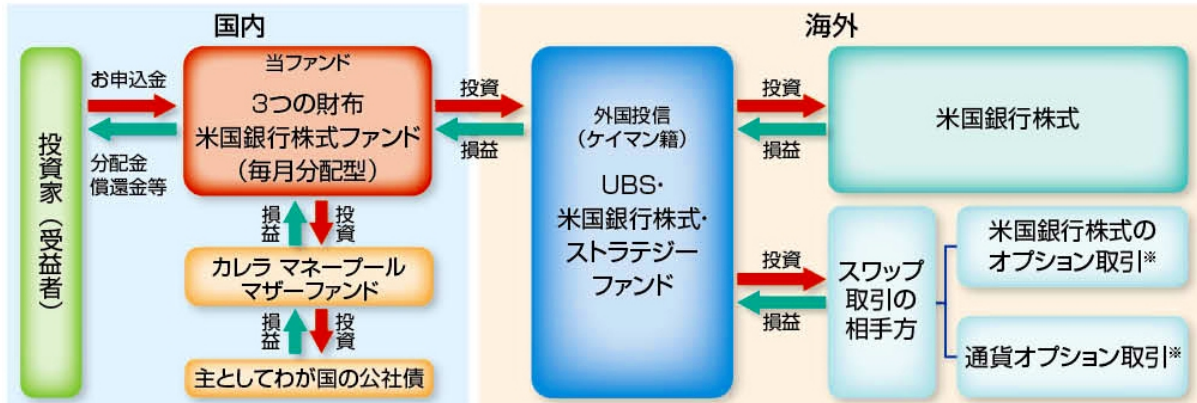 国内
海外
投資家（受益者）
お申込金
分配金
償還金等
当ファンド
3つの財布
米国銀行株式ファンド
（毎月分配型）
損益
投資
カレラ マネープール
マザーファンド
損益
投資
主としてわが国の公社債
投資
損益
外国投信
（ケイマン籍）
UBS・
米国銀行株式・
ストラテジー
ファンド
投資
損益
米国銀行株式
投資
損益
スワップ
取引の
相手方
米国銀行株式の
オプション取引※
通貨オプション取引※